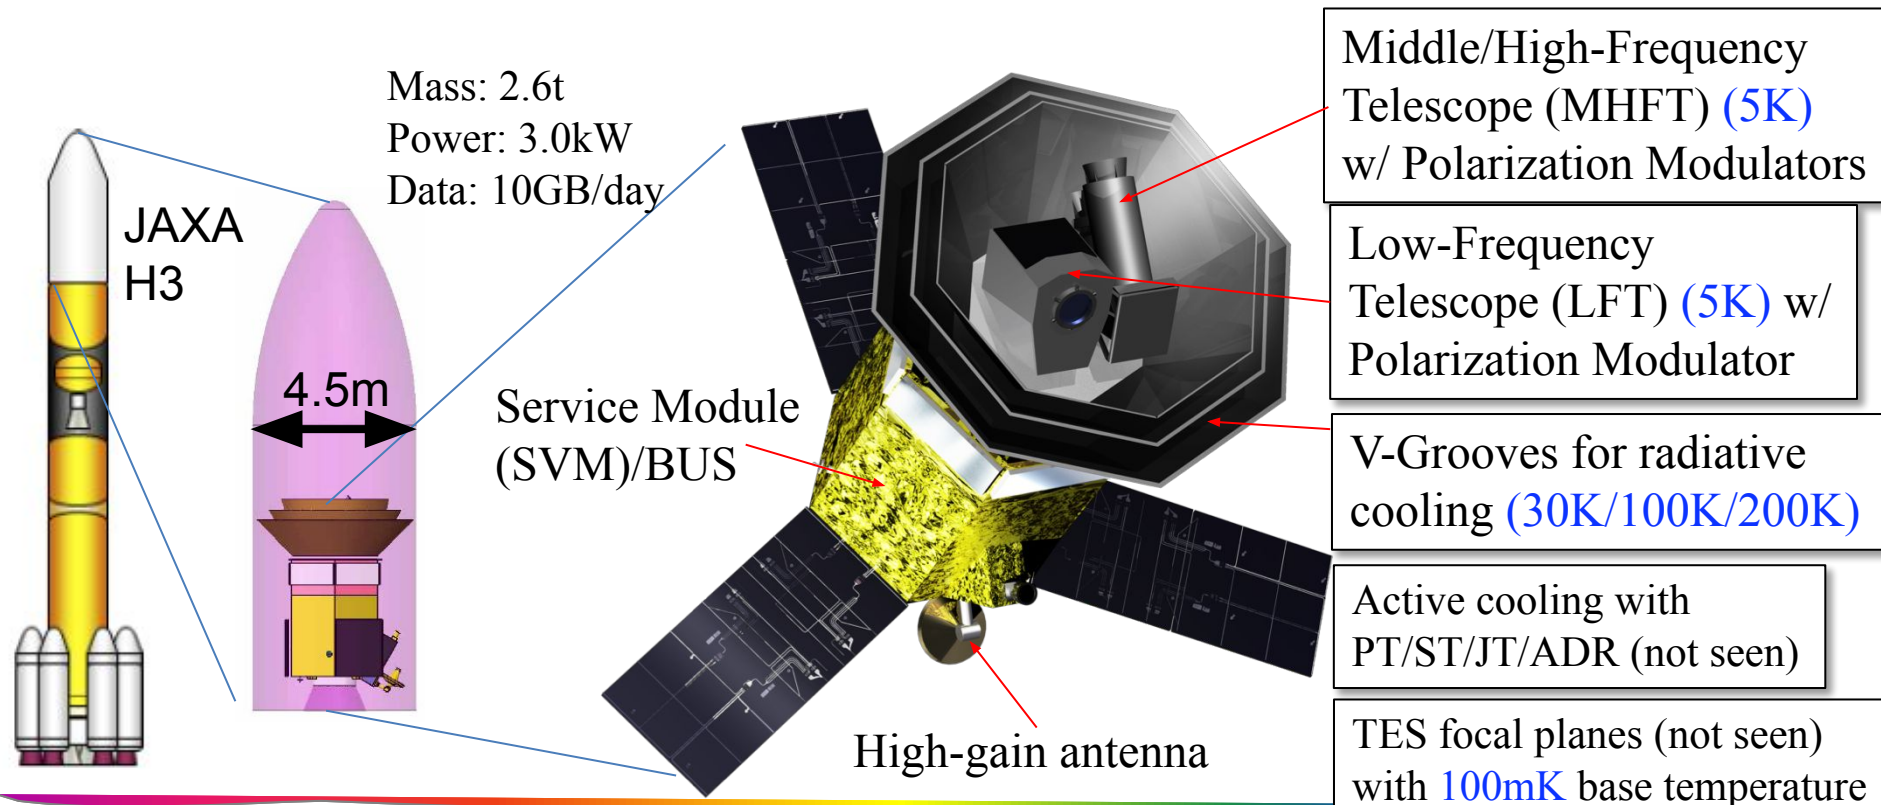 Mass: 2.6t
Power: 3.0kW
Data: 10GB/day
JAXA
H3
4.5m
Service Module
(SVM)/BUS
High-gain antenna
Middle/High-Frequency
Telescope (MHFT) (5K)
w/ Polarization Modulators
Low-Frequency
Telescope (LFT) (5K) w/
Polarization Modulator
V-Grooves for radiative
cooling (30K/100K/200K)
Active cooling with
PT/ST/JT/ADR (not seen)
TES focal planes (not seen)
with 100mK base temperature